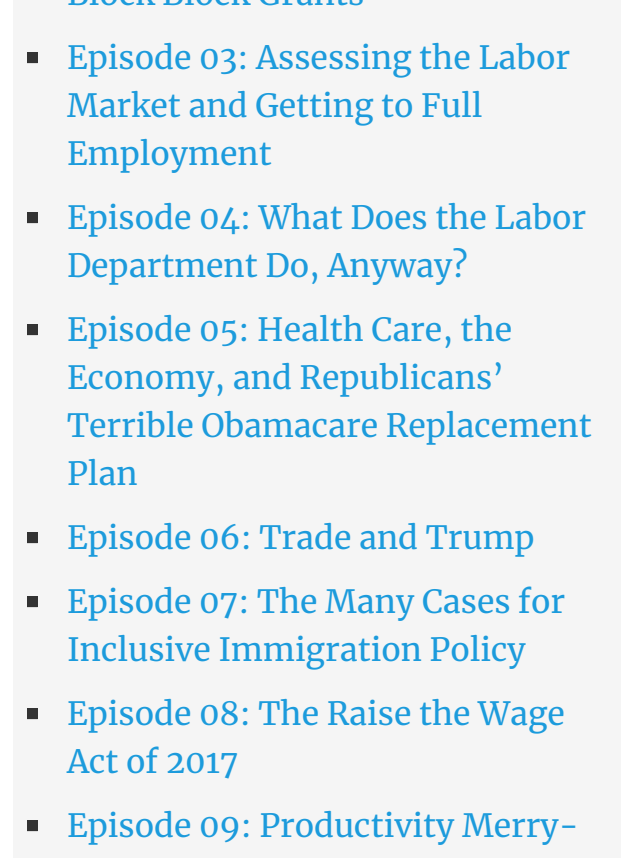 Block Block Grants
Episode 03: Assessing the Labor
Market and Getting to Full
Employment
Episode 04: What Does the Labor
Department Do, Anyway?
Episode 05: Health Care, the
Economy, and Republicans’
Terrible Obamacare Replacement
Plan
Episode 06: Trade and Trump
Episode 07: The Many Cases for
Inclusive Immigration Policy
Episode 08: The Raise the Wage
Act of 2017
Episode 09: Productivity Merry-